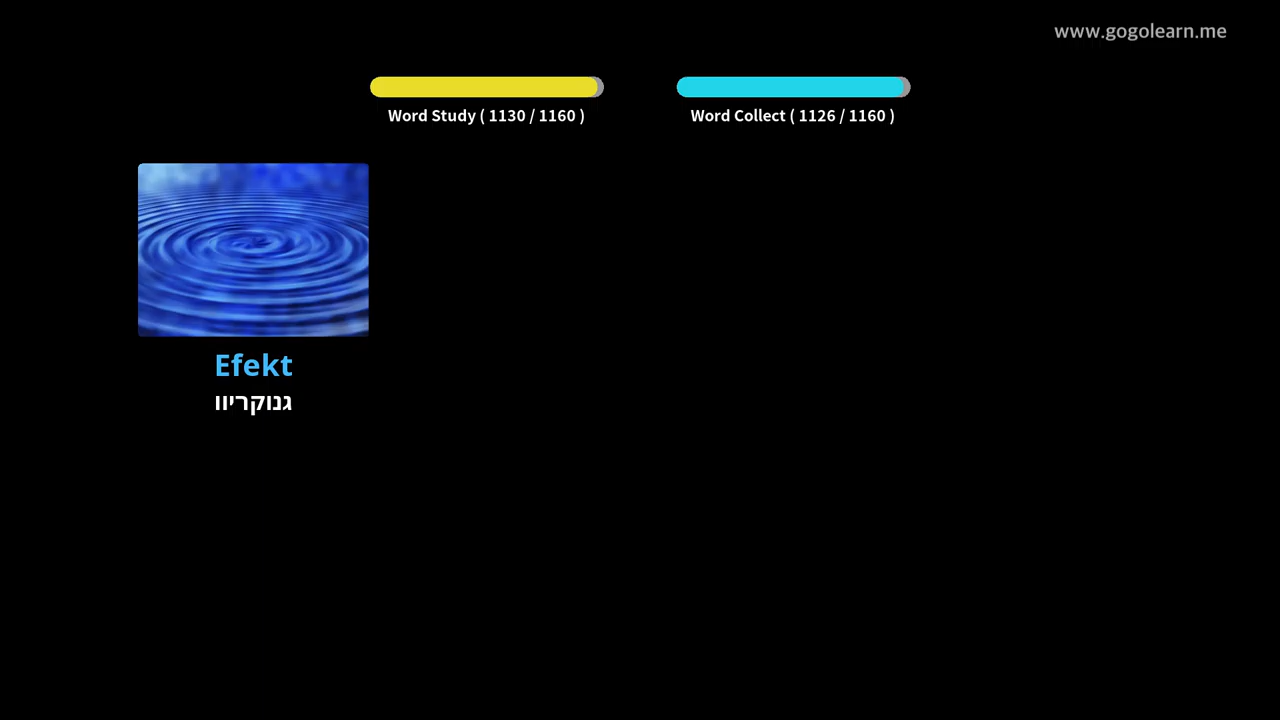 www.gogolearn.me
Word Study ( 1130 / 1160 )
Word Collect ( 1126 / 1160 )
Efekt
גנוקריוו